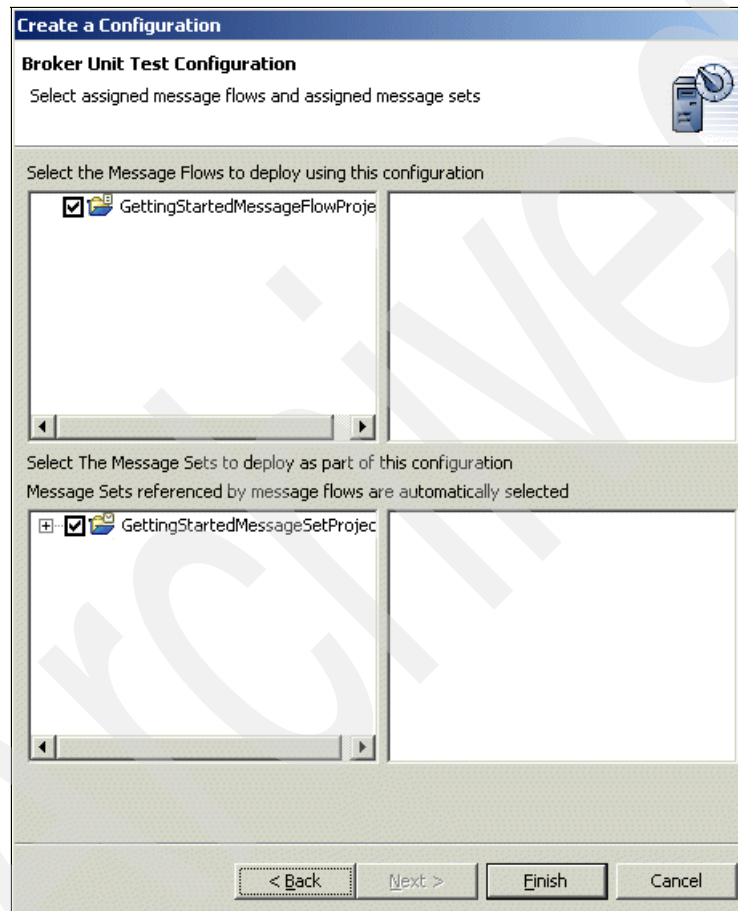 Create a Configuration
Broker Unit Test Configuration
Select assigned message flows and assigned message sets
Select the Message Flows to deploy using this configuration
GettingStartedMessageFlowProje
Select The Message Sets to deploy as part of this configuration
Message Sets referenced by message flows are automatically selected
GettingStartedMessageSetProjec
< Back Next > Finish Cancel